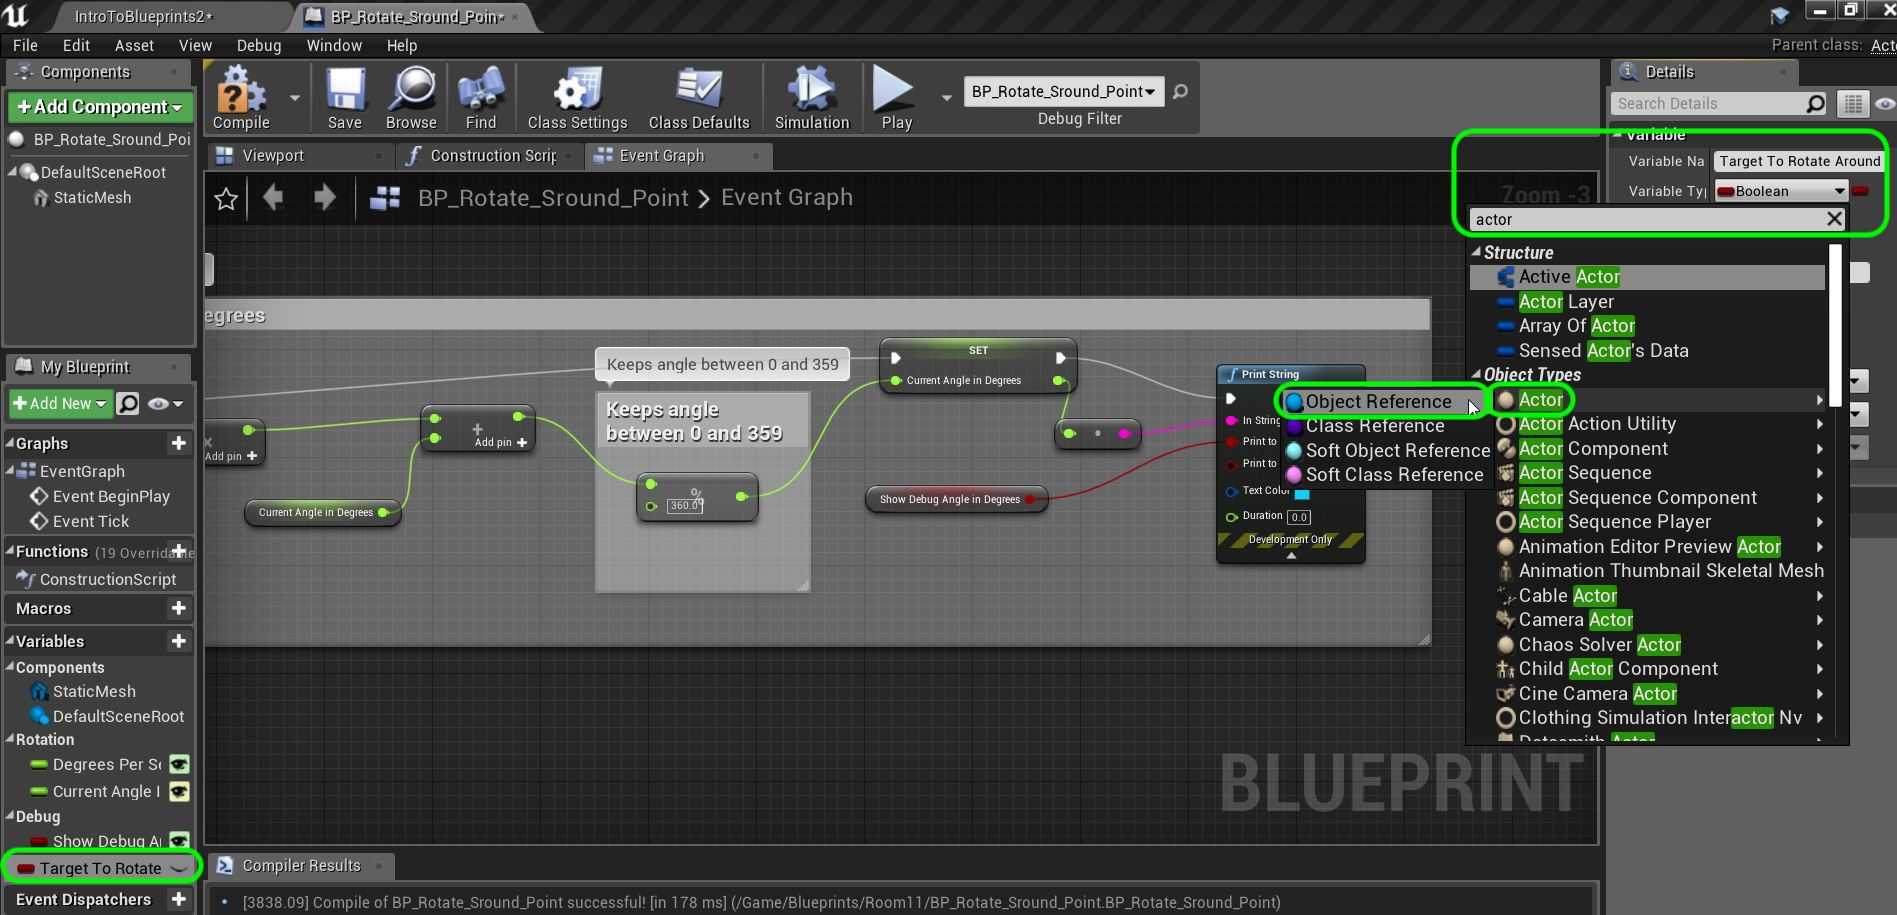 IntroToBlueprints2*
BP_Rotate_Sround_Poin*
File Edit Asset View Debug Window Help
Parent class: Act
Components
+Add Component
BP_Rotate_Sround_Poi
DefaultSceneRoot
StaticMesh
Compile
Save
Browse
Find
Class Settings
Class Defaults
Simulation
Play
BP_Rotate_Sround_Point
Debug Filter
Viewport
Construction Scrip
Event Graph
BP_Rotate_Sround_Point > Event Graph
Zoom -3
My Blueprint
+Add New
Graphs
EventGraph
Event BeginPlay
Event Tick
Functions (19 Overridable
ConstructionScript
Macros
Variables
Components
StaticMesh
DefaultSceneRoot
Rotation
Degrees Per Se
Current Angle I
Debug
Show Debug A
Target To Rotate
Event Dispatchers
egrees
Add pin +
Current Angle in Degrees
Add pin +
Keeps angle between 0 and 359
Keeps angle
between 0 and 359
%
360.0
SET
Current Angle in Degrees
Show Debug Angle in Degrees
Print String
In String
Print to
Print to
Text Color
Duration 0.0
Development Only
Object Reference
Class Reference
Soft Object Reference
Soft Class Reference
BLUEPRINT
Compiler Results
[3838.09] Compile of BP_Rotate_Sround_Point successful! [in 178 ms] (/Game/Blueprints/Room11/BP_Rotate_Sround_Point.BP_Rotate_Sround_Point)
Details
Search Details
Variable
Variable Na
Target To Rotate Around
Variable Ty
Boolean
actor
Structure
Active Actor
Actor Layer
Array Of Actor
Sensed Actor's Data
Object Types
Actor
Actor Action Utility
Actor Component
Actor Sequence
Actor Sequence Component
Actor Sequence Player
Animation Editor Preview Actor
Animation Thumbnail Skeletal Mesh
Cable Actor
Camera Actor
Chaos Solver Actor
Child Actor Component
Cine Camera Actor
Clothing Simulation Interactor Nv
Datasmith Actor